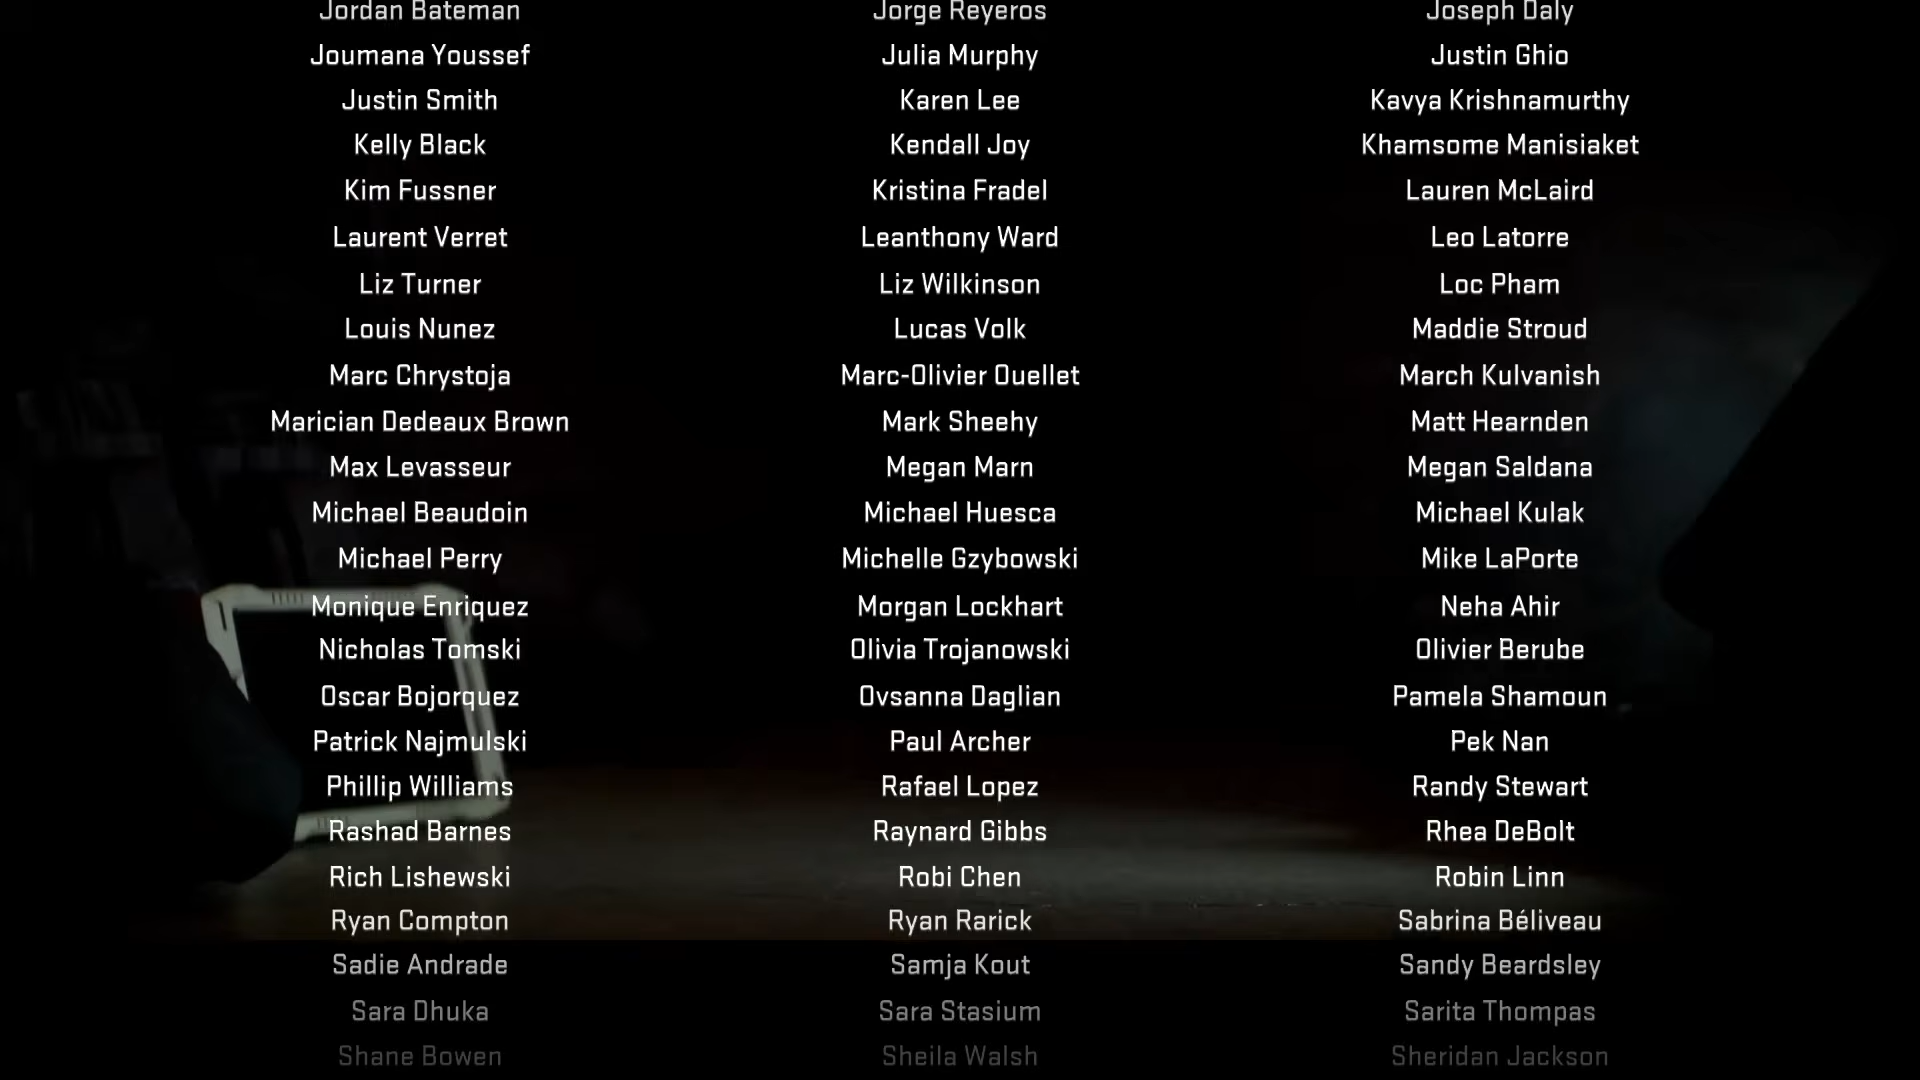 Jordan Bateman Jorge Reyeros Joseph Daly
Joumana Youssef Julia Murphy Justin Ghio
Justin Smith Karen Lee Kavya Krishnamurthy
Kelly Black Kendall Joy Khamsome Manisiaket
Kim Fussner Kristina Fradel Lauren McLaird
Laurent Verret Leanthony Ward Leo Latorre
Liz Turner Liz Wilkinson Loc Pham
Louis Nunez Lucas Volk Maddie Stroud
Marc Chrystoja Marc-Olivier Ouellet March Kulvanish
Marician Dedeaux Brown Mark Sheehy Matt Hearnden
Max Levasseur Megan Marn Megan Saldana
Michael Beaudoin Michael Huesca Michael Kulak
Michael Perry Michelle Gzybowski Mike LaPorte
Monique Enriquez Morgan Lockhart Neha Ahir
Nicholas Tomski Olivia Trojanowski Olivier Berube
Oscar Bojorquez Ovsanna Daglian Pamela Shamoun
Patrick Najmulski Paul Archer Pek Nan
Phillip Williams Rafael Lopez Randy Stewart
Rashad Barnes Raynard Gibbs Rhea DeBolt
Rich Lishewski Robi Chen Robin Linn
Ryan Compton Ryan Rarick Sabrina Béliveau
Sadie Andrade Samja Kout Sandy Beardsley
Sara Dhuka Sara Stasium Sarita Thompas
Shane Bowen Sheila Walsh Sheridan Jackson